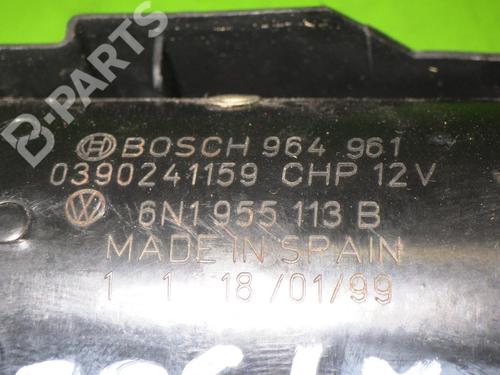 B-PARTS
BOSCH 964 961
0390241159 CHP 12V
6N1 955 113 B
MADE IN SPAIN
1 1 18/01/99